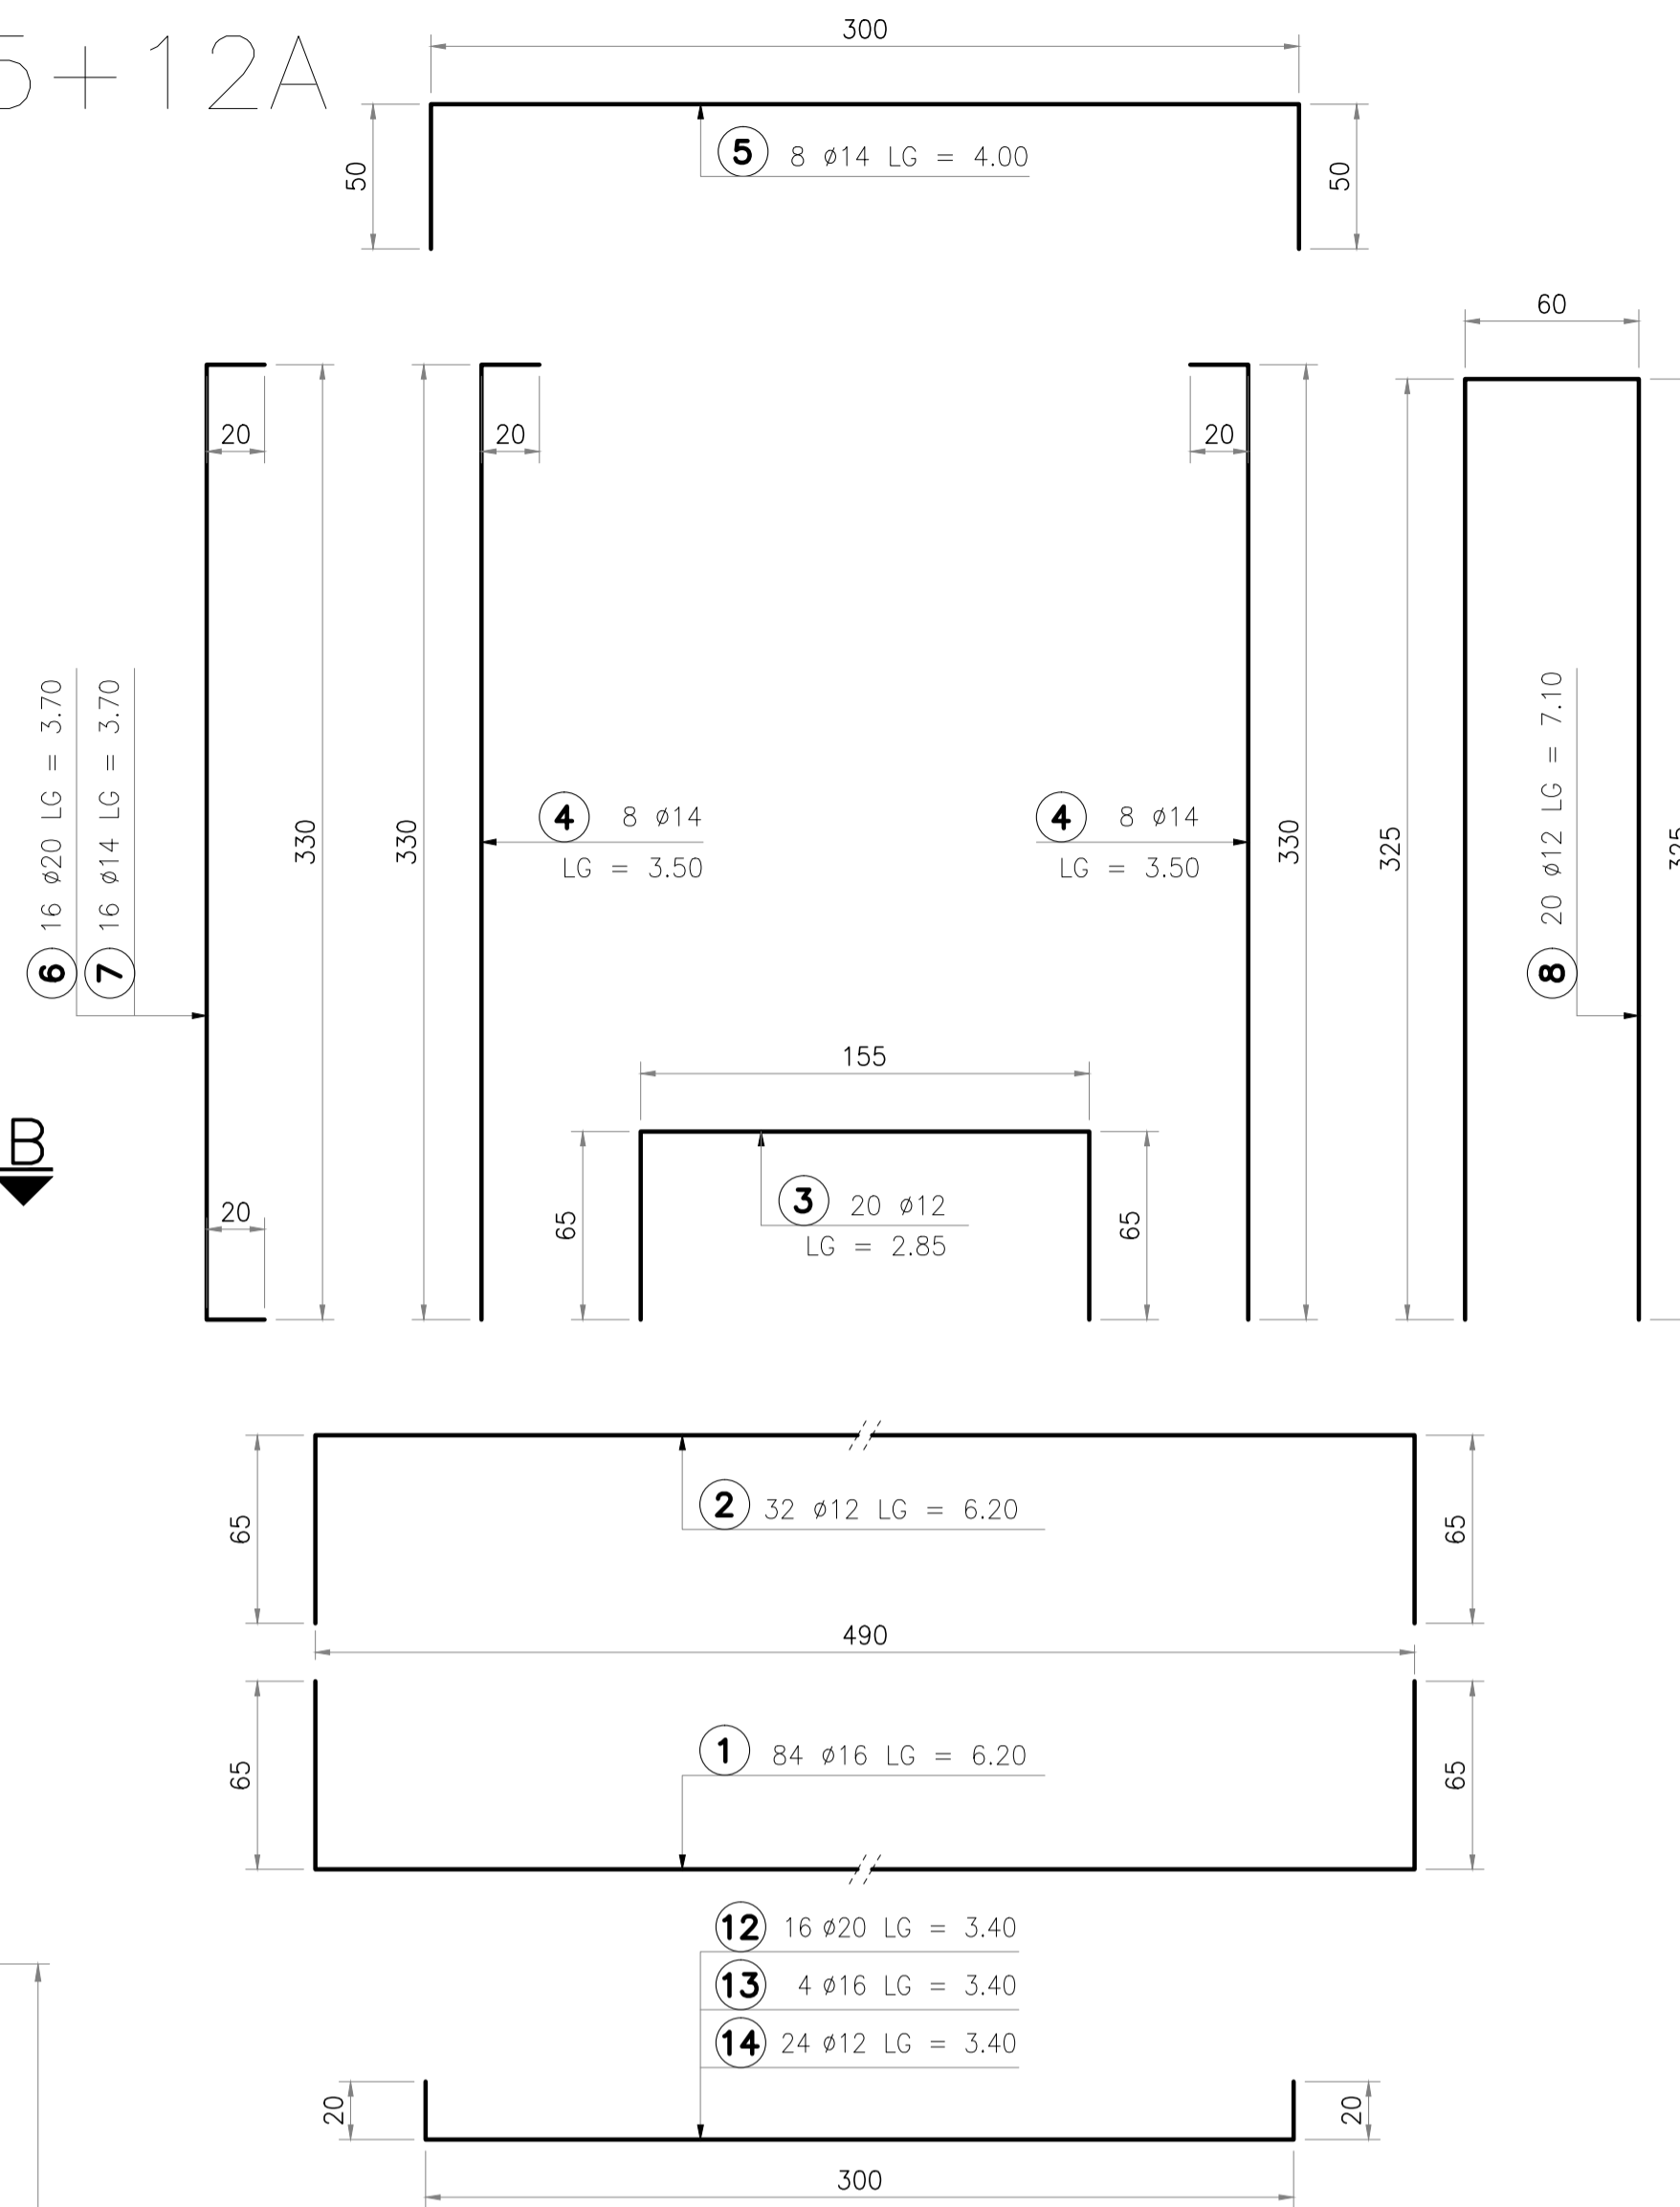 5+12A
300
50
5 8 ø14 LG = 4.00
50
60
20
20
20
6 16 ø20 LG = 3.70
7 16 ø14 LG = 3.70
330
330
4 8 ø14
LG = 3.50
4 8 ø14
LG = 3.50
330
325
8 20 ø12 LG = 7.10
325
155
B
20
65
3 20 ø12
LG = 2.85
65
65
2 32 ø12 LG = 6.20
65
490
65
1 84 ø16 LG = 6.20
65
12 16 ø20 LG = 3.40
13 4 ø16 LG = 3.40
14 24 ø12 LG = 3.40
20
20
300